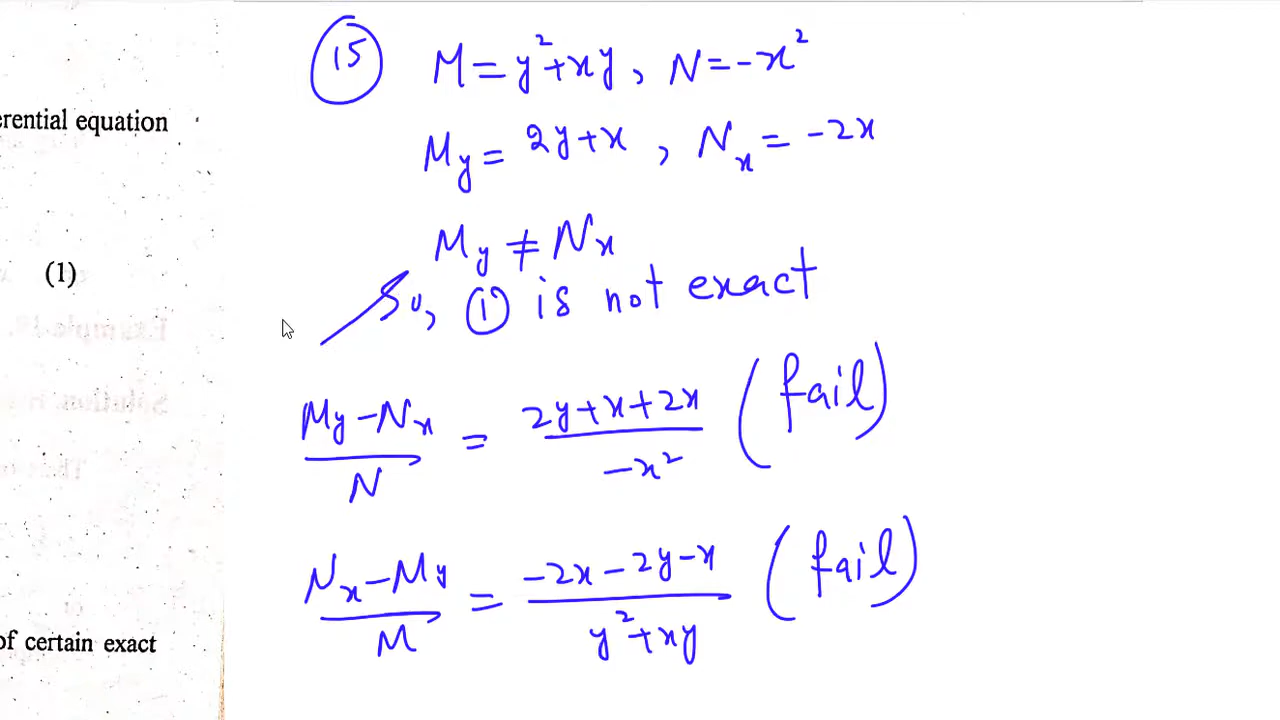 15 M = y² + xy, N = -x²
erential equation
My = 2y + x, Nx = -2x
My ≠ Nx
(1)
So, ① is not exact
My - Nx / N = 2y + x + 2x / -x² (fail)
Nx - My / M = -2x - 2y - x / y² + xy (fail)
of certain exact